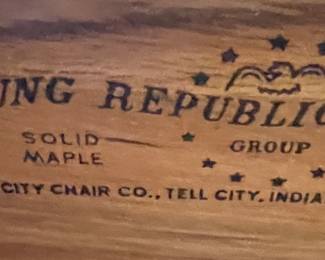 UNG REPUBLIC
SOLID
MAPLE
GROUP
CITY CHAIR CO., TELL CITY, INDIA